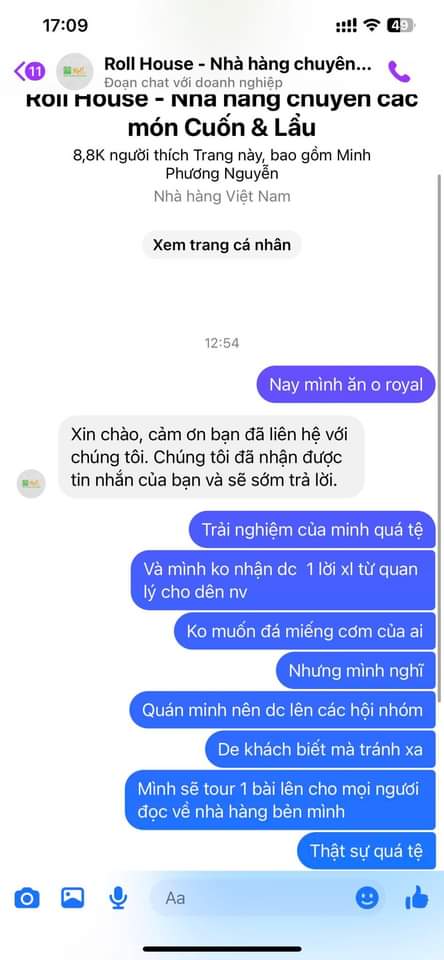 17:09
49
11
Roll House - Nhà hàng chuyên...
Đoạn chat với doanh nghiệp
Roll House - Nhà hàng chuyên các
món Cuốn & Lẩu
8,8K người thích Trang này, bao gồm Minh
Phương Nguyễn
Nhà hàng Việt Nam
Xem trang cá nhân
12:54
Nay mình ăn o royal
Xin chào, cảm ơn bạn đã liên hệ với
chúng tôi. Chúng tôi đã nhận được
tin nhắn của bạn và sẽ sớm trả lời.
Trải nghiệm của minh quá tệ
Và mình ko nhận dc 1 lời xl từ quan
lý cho dên nv
Ko muốn đá miếng cơm của ai
Nhưng mình nghĩ
Quán minh nên dc lên các hội nhóm
De khách biết mà tránh xa
Mình sẽ tour 1 bài lên cho mọi ngươi
đọc về nhà hàng bẻn mình
Thật sự quá tệ
Aa